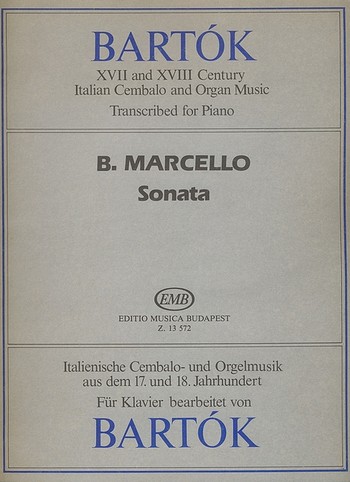 BARTÓK
XVII and XVIII Century
Italian Cembalo and Organ Music
Transcribed for Piano
B. MARCELLO
Sonata
EMB
EDITIO MUSICA BUDAPEST
Z. 13 572
Italienische Cembalo- und Orgelmusik
aus dem 17. und 18. Jahrhundert
Für Klavier bearbeitet von
BARTÓK